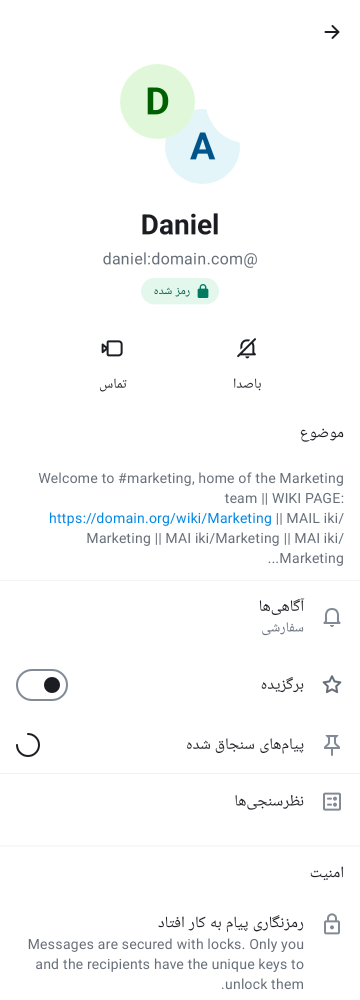 D
A
Daniel
daniel:domain.com@
رمز شده
باصدا
تماس
موضوع
Welcome to #marketing, home of the Marketing
team || WIKI PAGE:
https://domain.org/wiki/Marketing || MAIL iki/
Marketing || MAI iki/Marketing || MAI iki/
...Marketing
آگاهی‌ها
سفارشی
برگزیده
پیام‌های سنجاق شده
نظرسنجی‌ها
امنیت
رمزنگاری پیام به کار افتاد
Messages are secured with locks. Only you
and the recipients have the unique keys to
.unlock them